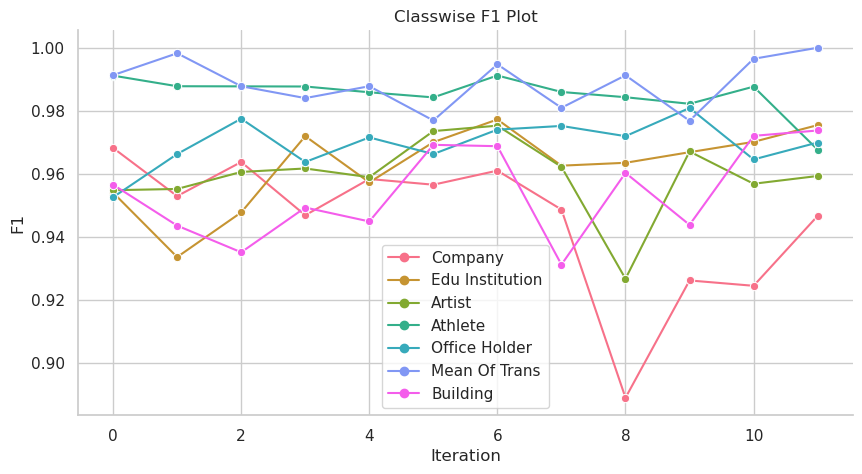 Classwise F1 Plot
1.00
0.98
0.96
0.94
0.92
0.90
F1
Company
Edu Institution
Artist
Athlete
Office Holder
Mean Of Trans
Building
0 2 4 6 8 10
Iteration